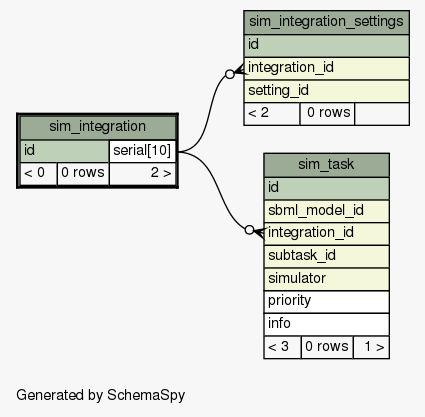 sim_integration_settings
id
integration_id
setting_id
< 2 0 rows
sim_integration
id serial[10]
< 0 0 rows 2 >
sim_task
id
sbml_model_id
integration_id
subtask_id
simulator
priority
info
< 3 0 rows 1 >
Generated by SchemaSpy